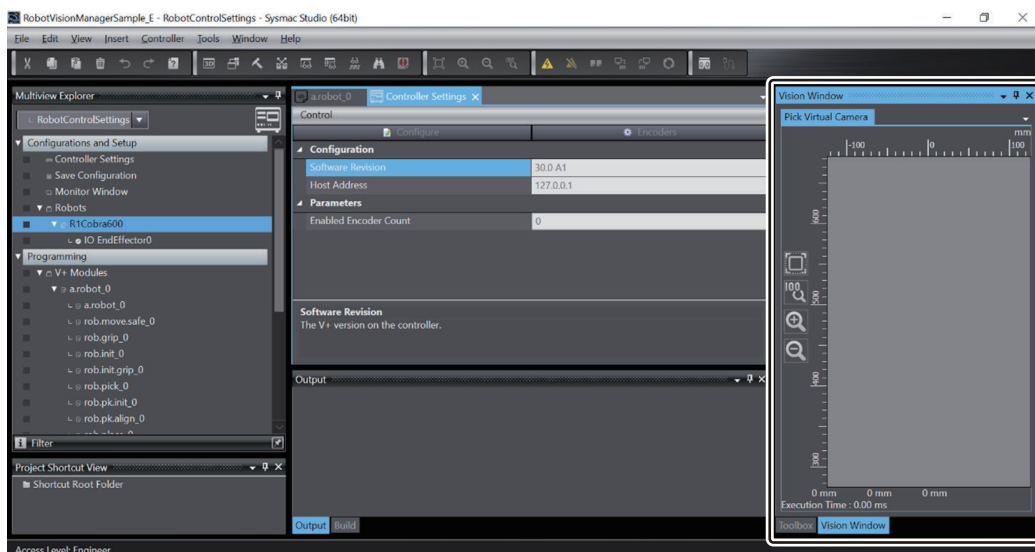 RobotVisionManagerSample_E - RobotControlSettings - Sysmac Studio (64bit)
File Edit View Insert Controller Tools Window Help
Multiview Explorer
RobotControlSettings
Configurations and Setup
Controller Settings
Save Configuration
Monitor Window
Robots
R1Cobra600
IO EndEffector0
Programming
V+ Modules
a.robot_0
a.robot_0
rob.move.safe_0
rob.grip_0
rob.init_0
rob.init.grip_0
rob.pick_0
rob.pk.init_0
rob.pk.align_0
Filter
Project Shortcut View
Shortcut Root Folder
a.robot_0 Controller Settings
Control
Configure Encoders
Configuration
Software Revision 30.0 A1
Host Address 127.0.0.1
Parameters
Enabled Encoder Count 0
Software Revision
The V+ version on the controller.
Output
Output Build
Vision Window
Pick Virtual Camera
mm
-100 0 100
600
500
400
300
100
0 mm 0 mm 0 mm
Execution Time : 0.00 ms
Toolbox Vision Window
Access Level: Engineer